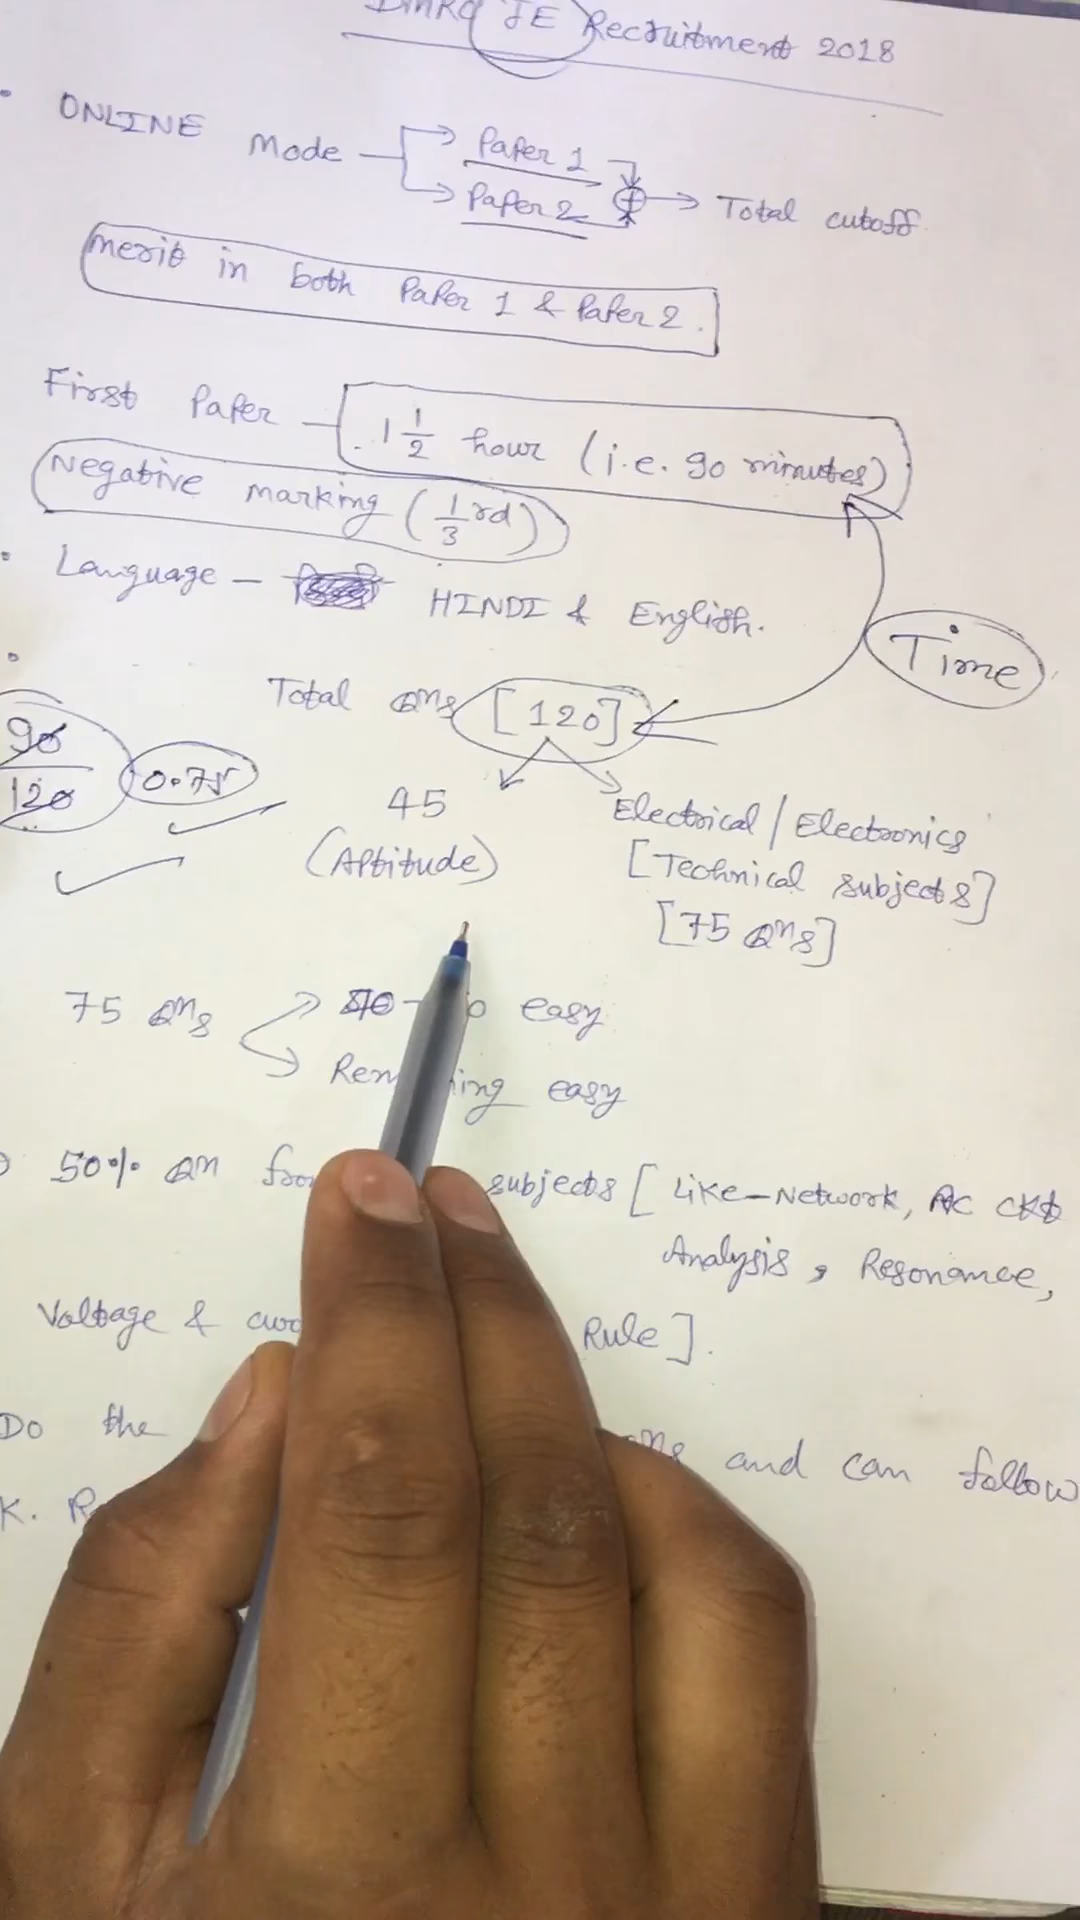 JE Recruitment 2018
ONLINE Mode → Paper 1
→ Paper 2
+ → Total cutoff
merit in both Paper 1 & Paper 2.
First Paper - 1 1/2 hour (i.e. 90 minutes)
Negative marking (1/3 rd)
Language - HINDI & English.
Time
Total Qns [120]
90/120 0.75
45
(Aptitude)
Electrical / Electronics
[Technical subjects]
[75 Qns]
75 Qns → easy
→ easy
50% Qn subjects [Like-Network, AC ckt
Analysis, Resonance,
Voltage & Rule].
Do the and can follow
K.